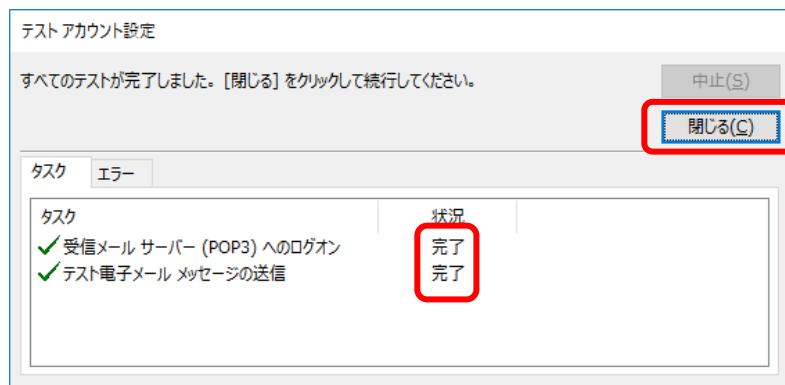 テスト アカウント設定
すべてのテストが完了しました。[閉じる] をクリックして続行してください。
中止(S)
閉じる(C)
タスク エラー
タスク 状況
受信メール サーバー (POP3) へのログオン 完了
テスト電子メール メッセージの送信 完了